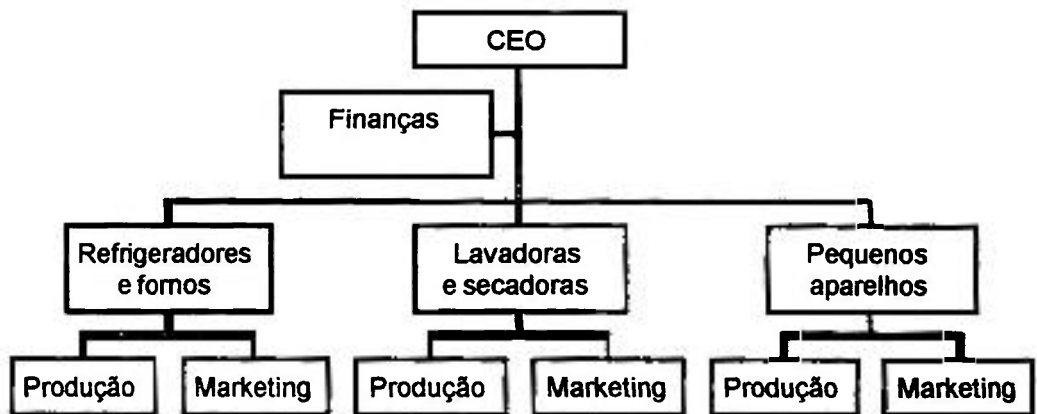 CEO
Finanças
Refrigeradores
e fornos
Lavadoras
e secadoras
Pequenos
aparelhos
Produção
Marketing
Produção
Marketing
Produção
Marketing